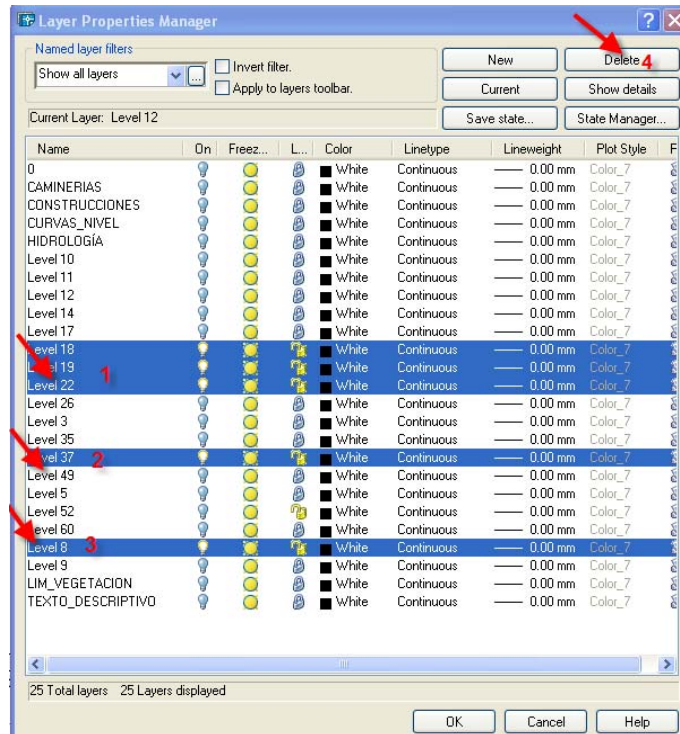 Layer Properties Manager
Named layer filters
Show all layers
...
Invert filter.
Apply to layers toolbar.
New
Delete 4
Current
Show details
Current Layer: Level 12
Save state...
State Manager...
Name On Freez... L... Color Linetype Lineweight Plot Style F
0 White Continuous 0.00 mm Color_7
CAMINERIAS White Continuous 0.00 mm Color_7
CONSTRUCCIONES White Continuous 0.00 mm Color_7
CURVAS_NIVEL White Continuous 0.00 mm Color_7
HIDROLOGÍA White Continuous 0.00 mm Color_7
Level 10 White Continuous 0.00 mm Color_7
Level 11 White Continuous 0.00 mm Color_7
Level 12 White Continuous 0.00 mm Color_7
Level 14 White Continuous 0.00 mm Color_7
Level 17 White Continuous 0.00 mm Color_7
Level 18 White Continuous 0.00 mm Color_7
Level 19 White Continuous 0.00 mm Color_7
Level 22 1 White Continuous 0.00 mm Color_7
Level 26 White Continuous 0.00 mm Color_7
Level 3 White Continuous 0.00 mm Color_7
Level 35 White Continuous 0.00 mm Color_7
Level 37 2 White Continuous 0.00 mm Color_7
Level 49 White Continuous 0.00 mm Color_7
Level 5 White Continuous 0.00 mm Color_7
Level 52 White Continuous 0.00 mm Color_7
Level 60 White Continuous 0.00 mm Color_7
Level 8 3 White Continuous 0.00 mm Color_7
Level 9 White Continuous 0.00 mm Color_7
LIM_VEGETACION White Continuous 0.00 mm Color_7
TEXTO_DESCRIPTIVO White Continuous 0.00 mm Color_7
25 Total layers 25 Layers displayed
OK
Cancel
Help